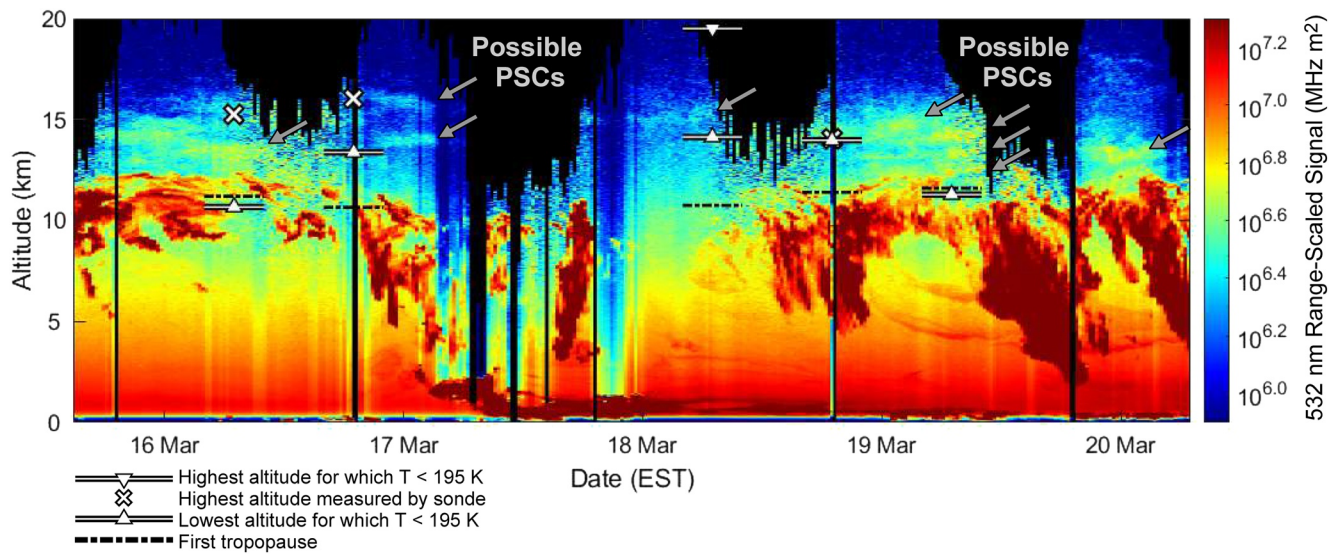 20
15
10
5
0
Altitude (km)
Possible
PSCs
Possible
PSCs
16 Mar
17 Mar
18 Mar
19 Mar
20 Mar
Date (EST)
10^7.2
10^7.0
10^6.8
10^6.6
10^6.4
10^6.2
10^6.0
532 nm Range-Scaled Signal (MHz m2)
Highest altitude for which T < 195 K
Highest altitude measured by sonde
Lowest altitude for which T < 195 K
First tropopause